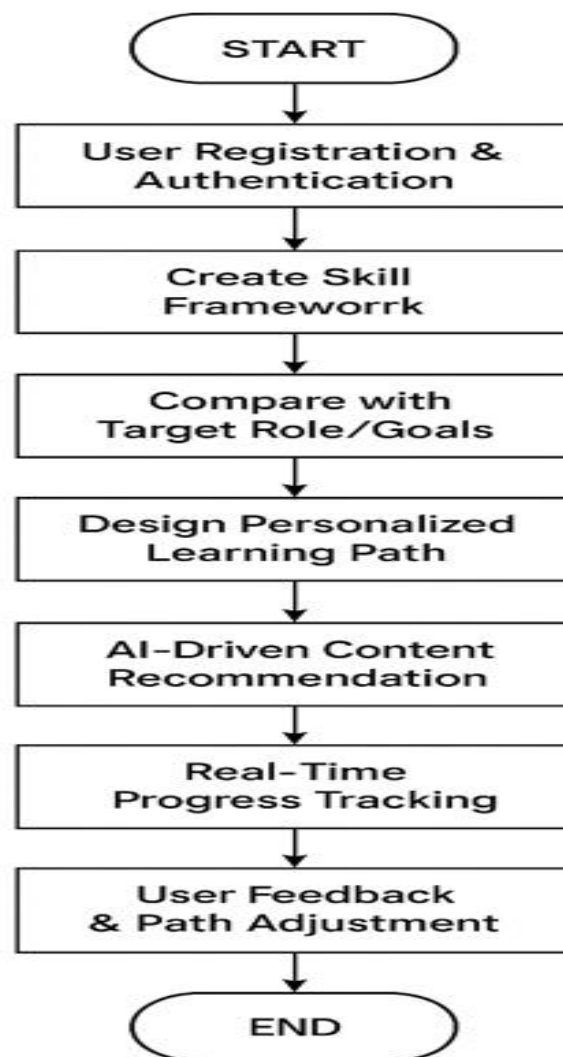 START
User Registration &
Authentication
Create Skill
Frameworrk
Compare with
Target Role/Goals
Design Personalized
Learning Path
AI-Driven Content
Recommendation
Real-Time
Progress Tracking
User Feedback
& Path Adjustment
END